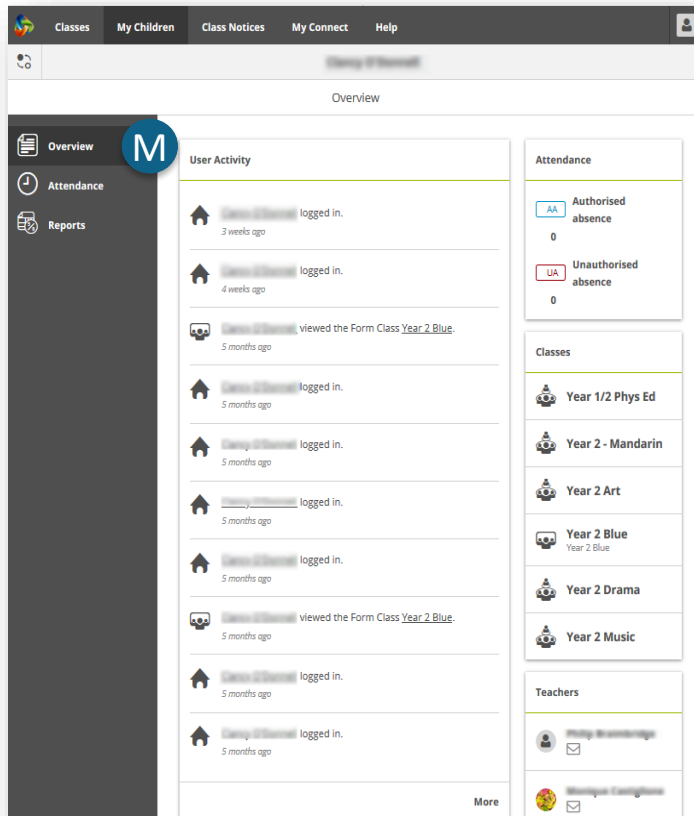 Classes My Children Class Notices My Connect Help
Overview
Overview
M
Attendance
Reports
User Activity
logged in.
3 weeks ago
logged in.
4 weeks ago
viewed the Form Class Year 2 Blue.
5 months ago
logged in.
5 months ago
logged in.
5 months ago
logged in.
5 months ago
logged in.
5 months ago
viewed the Form Class Year 2 Blue.
5 months ago
logged in.
5 months ago
logged in.
5 months ago
More
Attendance
AA
Authorised
absence
0
UA
Unauthorised
absence
0
Classes
Year 1/2 Phys Ed
Year 2 - Mandarin
Year 2 Art
Year 2 Blue
Year 2 Blue
Year 2 Drama
Year 2 Music
Teachers